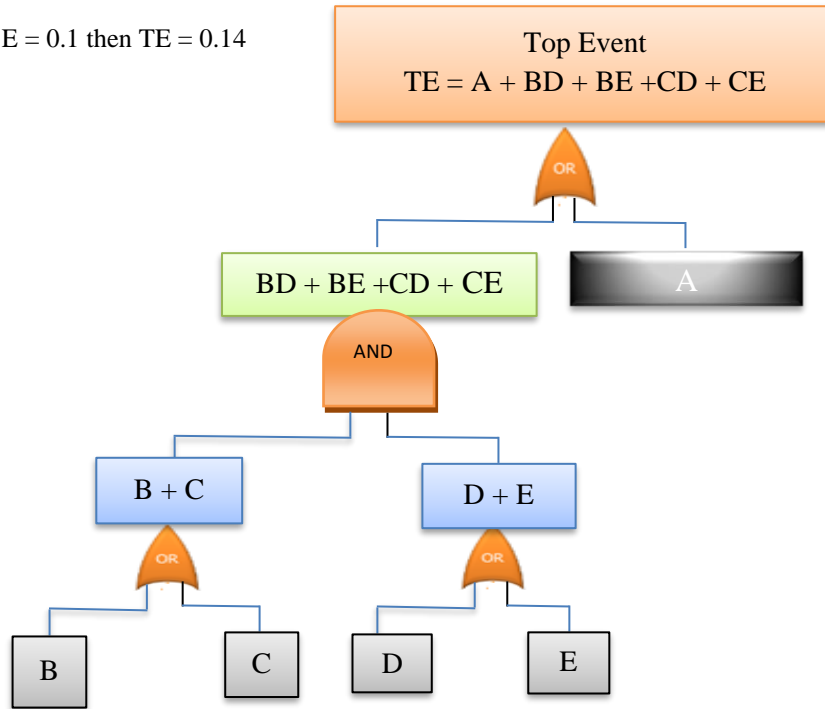 E = 0.1 then TE = 0.14
Top Event
TE = A + BD + BE +CD + CE
OR
BD + BE +CD + CE
A
AND
B + C
D + E
OR
OR
B
C
D
E